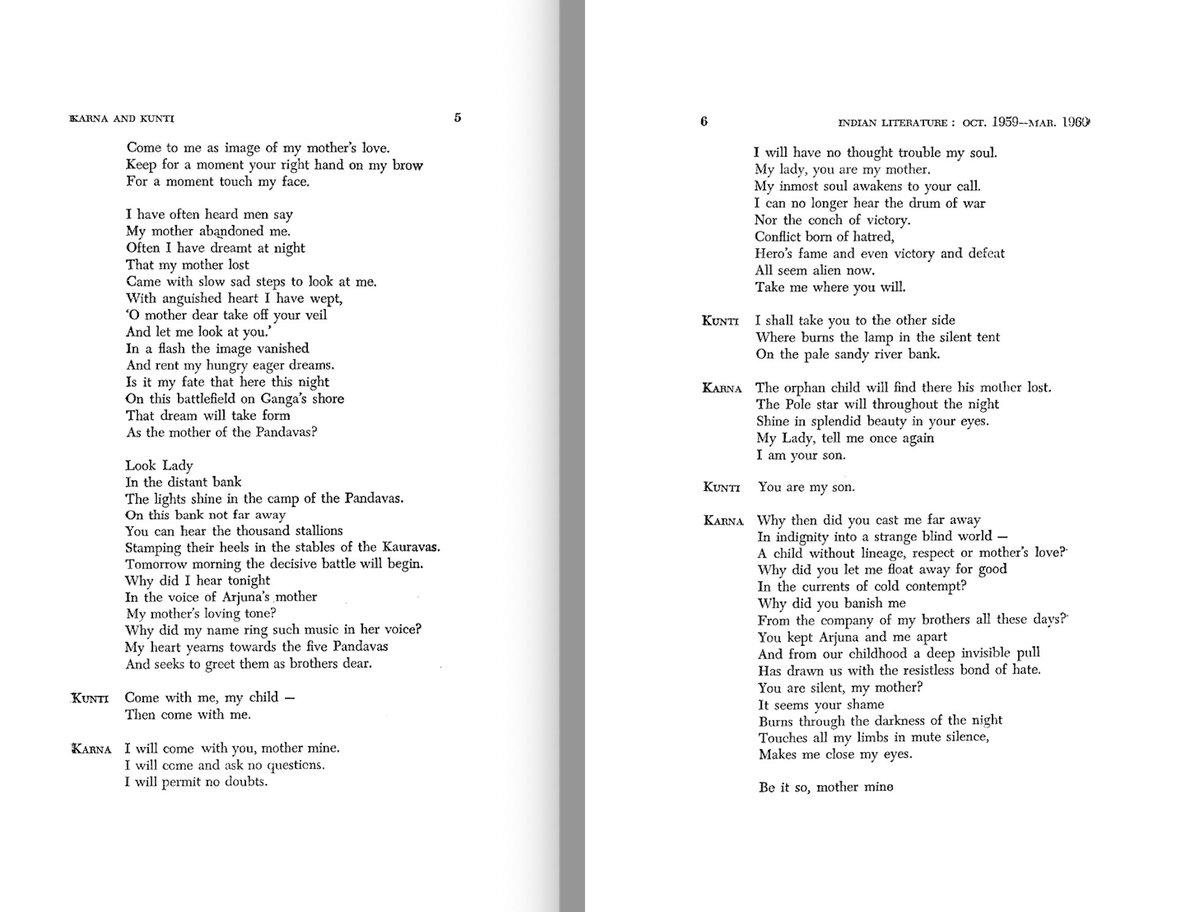 KARNA AND KUNTI 5
Come to me as image of my mother's love.
Keep for a moment your right hand on my brow
For a moment touch my face.
I have often heard men say
My mother abandoned me.
Often I have dreamt at night
That my mother lost
Came with slow sad steps to look at me.
With anguished heart I have wept,
‘O mother dear take off your veil
And let me look at you.’
In a flash the image vanished
And rent my hungry eager dreams.
Is it my fate that here this night
On this battlefield on Ganga's shore
That dream will take form
As the mother of the Pandavas?
Look Lady
In the distant bank
The lights shine in the camp of the Pandavas.
On this bank not far away
You can hear the thousand stallions
Stamping their heels in the stables of the Kauravas.
Tomorrow morning the decisive battle will begin.
Why did I hear tonight
In the voice of Arjuna's mother
My mother's loving tone?
Why did my name ring such music in her voice?
My heart yearns towards the five Pandavas
And seeks to greet them as brothers dear.
KUNTI Come with me, my child —
Then come with me.
KARNA I will come with you, mother mine.
I will come and ask no questions.
I will permit no doubts.
6 INDIAN LITERATURE : OCT. 1959—MAR. 1960
I will have no thought trouble my soul.
My lady, you are my mother.
My inmost soul awakens to your call.
I can no longer hear the drum of war
Nor the conch of victory.
Conflict born of hatred,
Hero's fame and even victory and defeat
All seem alien now.
Take me where you will.
KUNTI I shall take you to the other side
Where burns the lamp in the silent tent
On the pale sandy river bank.
KARNA The orphan child will find there his mother lost.
The Pole star will throughout the night
Shine in splendid beauty in your eyes.
My Lady, tell me once again
I am your son.
KUNTI You are my son.
KARNA Why then did you cast me far away
In indignity into a strange blind world —
A child without lineage, respect or mother's love?
Why did you let me float away for good
In the currents of cold contempt?
Why did you banish me
From the company of my brothers all these days?
You kept Arjuna and me apart
And from our childhood a deep invisible pull
Has drawn us with the resistless bond of hate.
You are silent, my mother?
It seems your shame
Burns through the darkness of the night
Touches all my limbs in mute silence,
Makes me close my eyes.
Be it so, mother mine